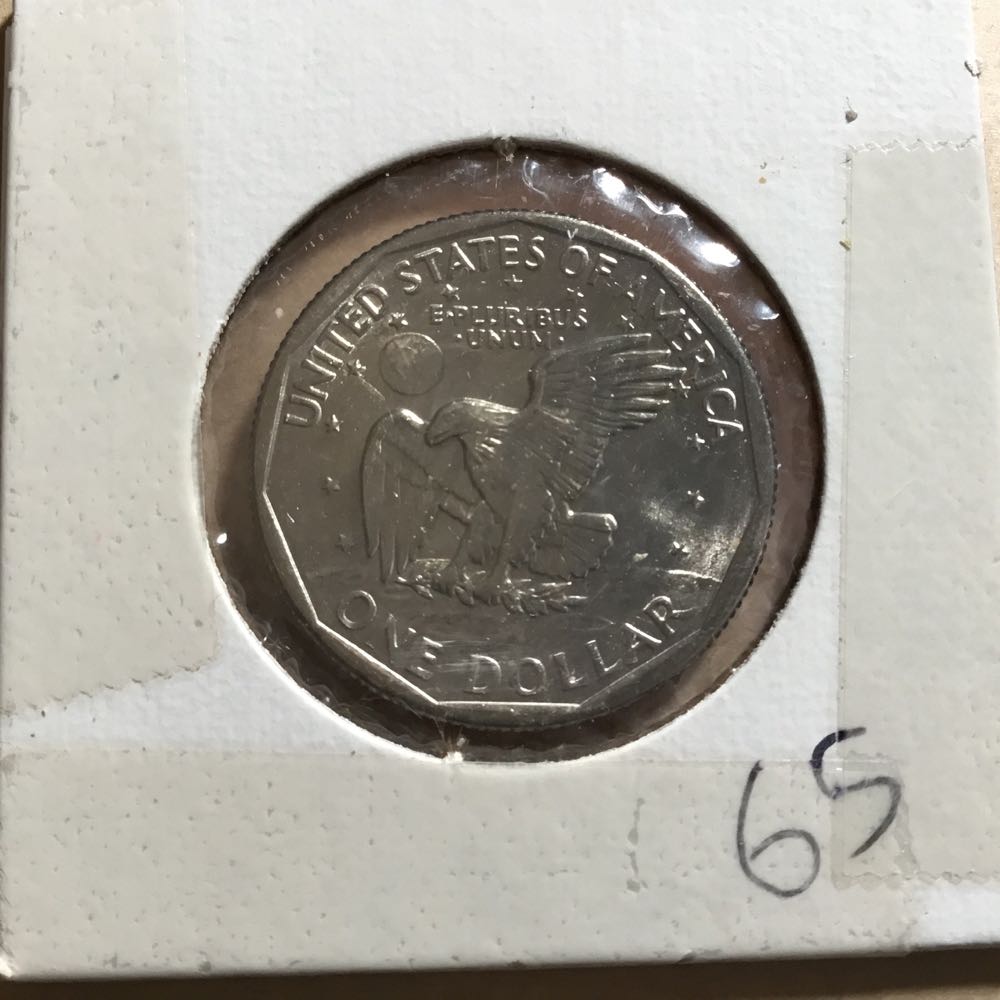 UNITED STATES OF AMERICA
E·PLURIBUS
·UNUM·
ONE DOLLAR
65